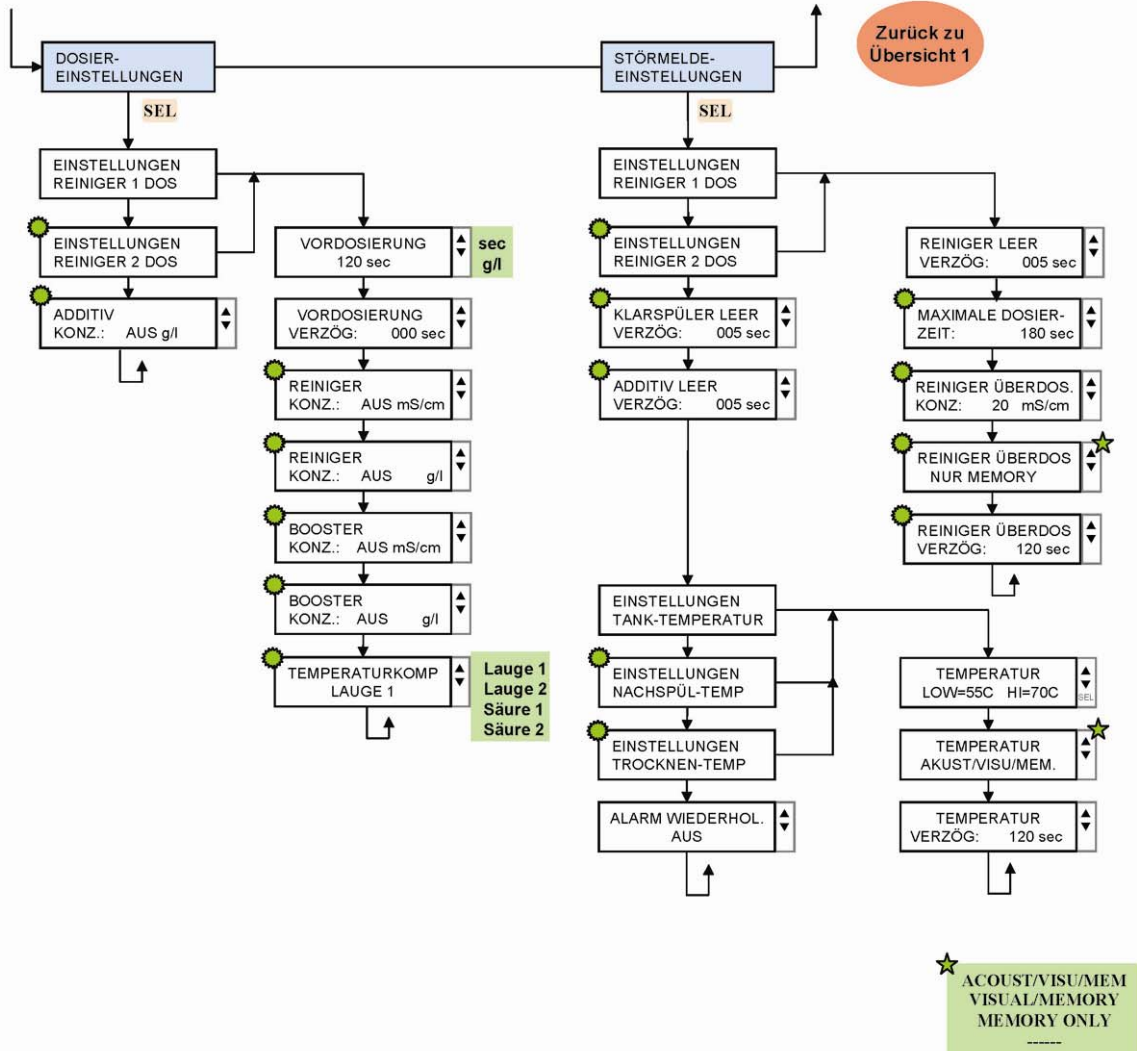 Zurück zu
Übersicht 1
DOSIER-
EINSTELLUNGEN
SEL
EINSTELLUNGEN
REINIGER 1 DOS
EINSTELLUNGEN
REINIGER 2 DOS
ADDITIV
KONZ.: AUS g/l
VORDOSIERUNG
120 sec
sec
g/l
VORDOSIERUNG
VERZÖG: 000 sec
REINIGER
KONZ.: AUS mS/cm
REINIGER
KONZ.: AUS g/l
BOOSTER
KONZ.: AUS mS/cm
BOOSTER
KONZ.: AUS g/l
TEMPERATURKOMP
LAUGE 1
Lauge 1
Lauge 2
Säure 1
Säure 2
STÖRMELDE-
EINSTELLUNGEN
SEL
EINSTELLUNGEN
REINIGER 1 DOS
EINSTELLUNGEN
REINIGER 2 DOS
KLARSPÜLER LEER
VERZÖG: 005 sec
ADDITIV LEER
VERZÖG: 005 sec
EINSTELLUNGEN
TANK-TEMPERATUR
EINSTELLUNGEN
NACHSPÜL-TEMP
EINSTELLUNGEN
TROCKNEN-TEMP
ALARM WIEDERHOL.
AUS
REINIGER LEER
VERZÖG: 005 sec
MAXIMALE DOSIER-
ZEIT: 180 sec
REINIGER ÜBERDOS.
KONZ: 20 mS/cm
REINIGER ÜBERDOS
NUR MEMORY
REINIGER ÜBERDOS
VERZÖG: 120 sec
TEMPERATUR
LOW=55C HI=70C
SEL
TEMPERATUR
AKUST/VISU/MEM.
TEMPERATUR
VERZÖG: 120 sec
ACOUST/VISU/MEM
VISUAL/MEMORY
MEMORY ONLY
------